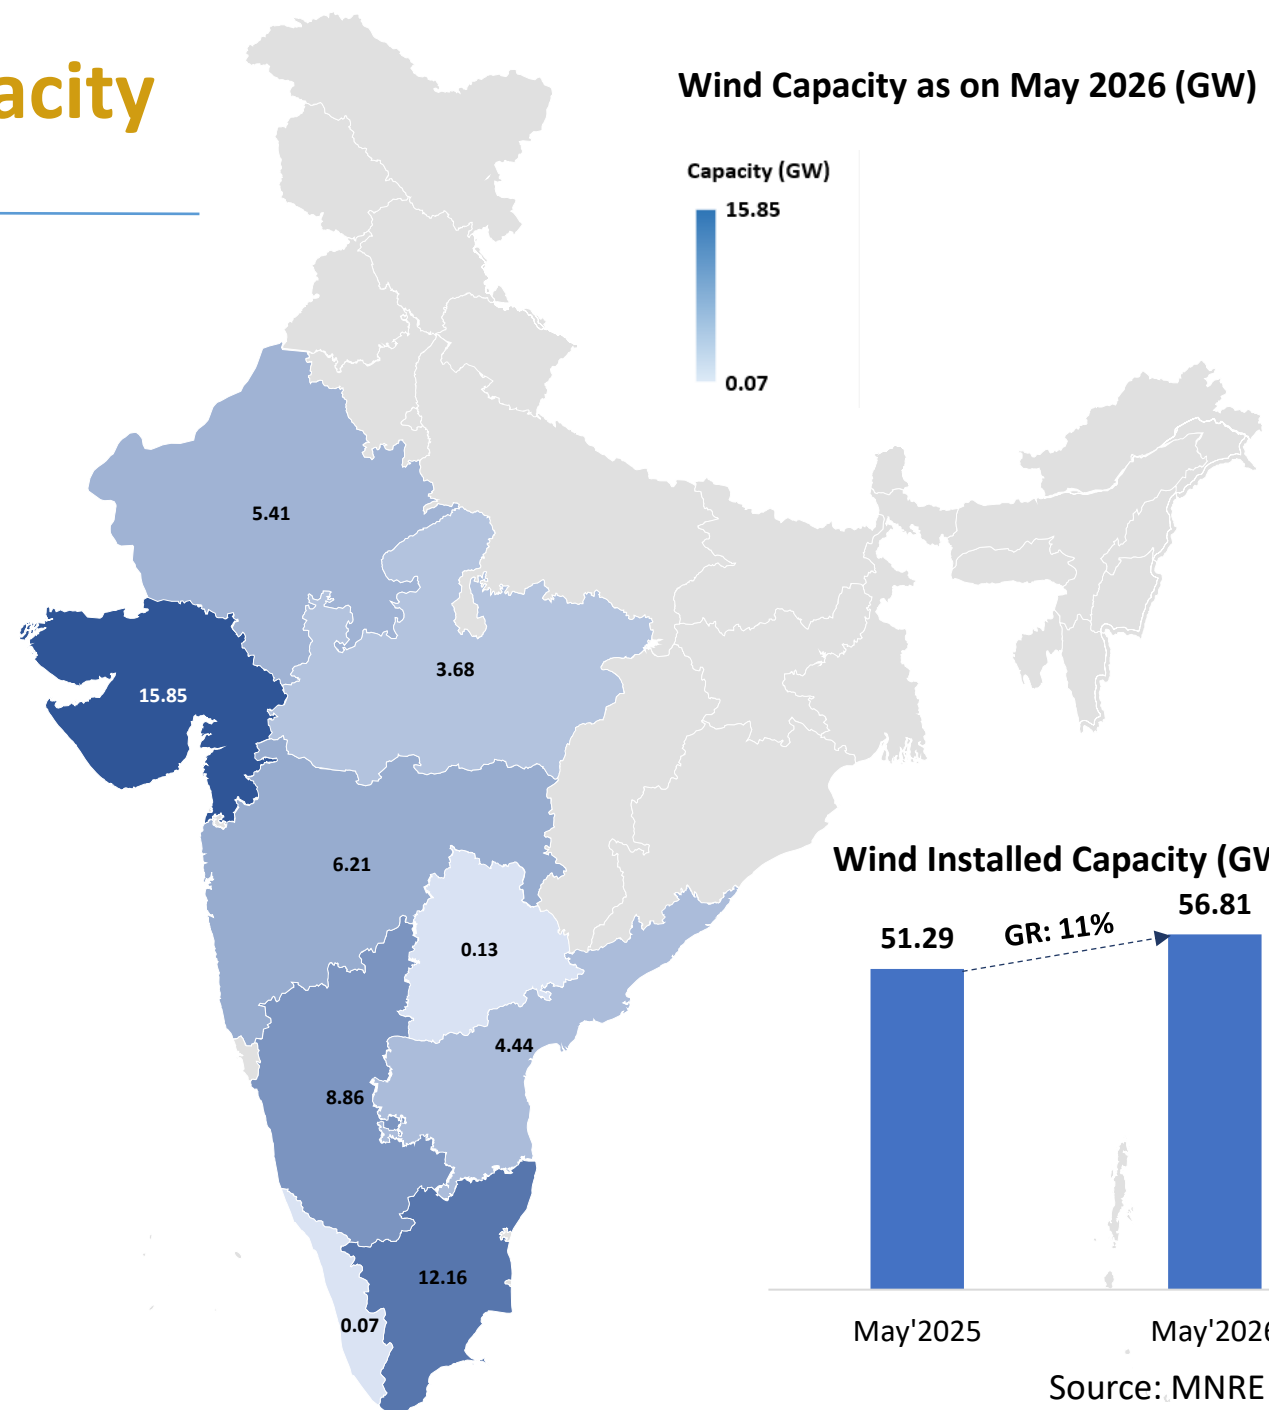 acity
Wind Capacity as on May 2026 (GW)
Capacity (GW)
15.85
0.07
5.41
3.68
15.85
6.21
0.13
4.44
8.86
12.16
0.07
Wind Installed Capacity (GW
56.81
51.29
GR: 11%
May'2025
May'2026
Source: MNRE